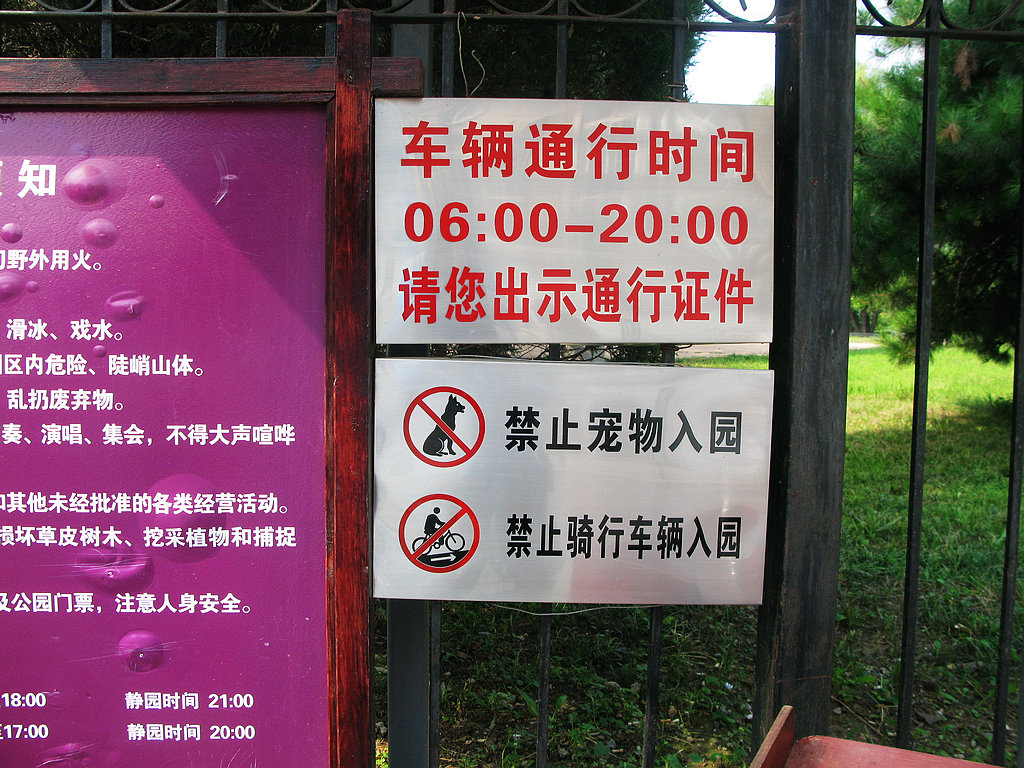 知
野外用火。
滑冰、戏水。
区内危险、陡峭山体。
乱扔废弃物。
奏、演唱、集会，不得大声喧哗
其他未经批准的各类经营活动。
损坏草皮树木、挖采植物和捕捉
及公园门票，注意人身安全。
18:00 静园时间 21:00
17:00 静园时间 20:00
车辆通行时间
06:00-20:00
请您出示通行证件
禁止宠物入园
禁止骑行车辆入园